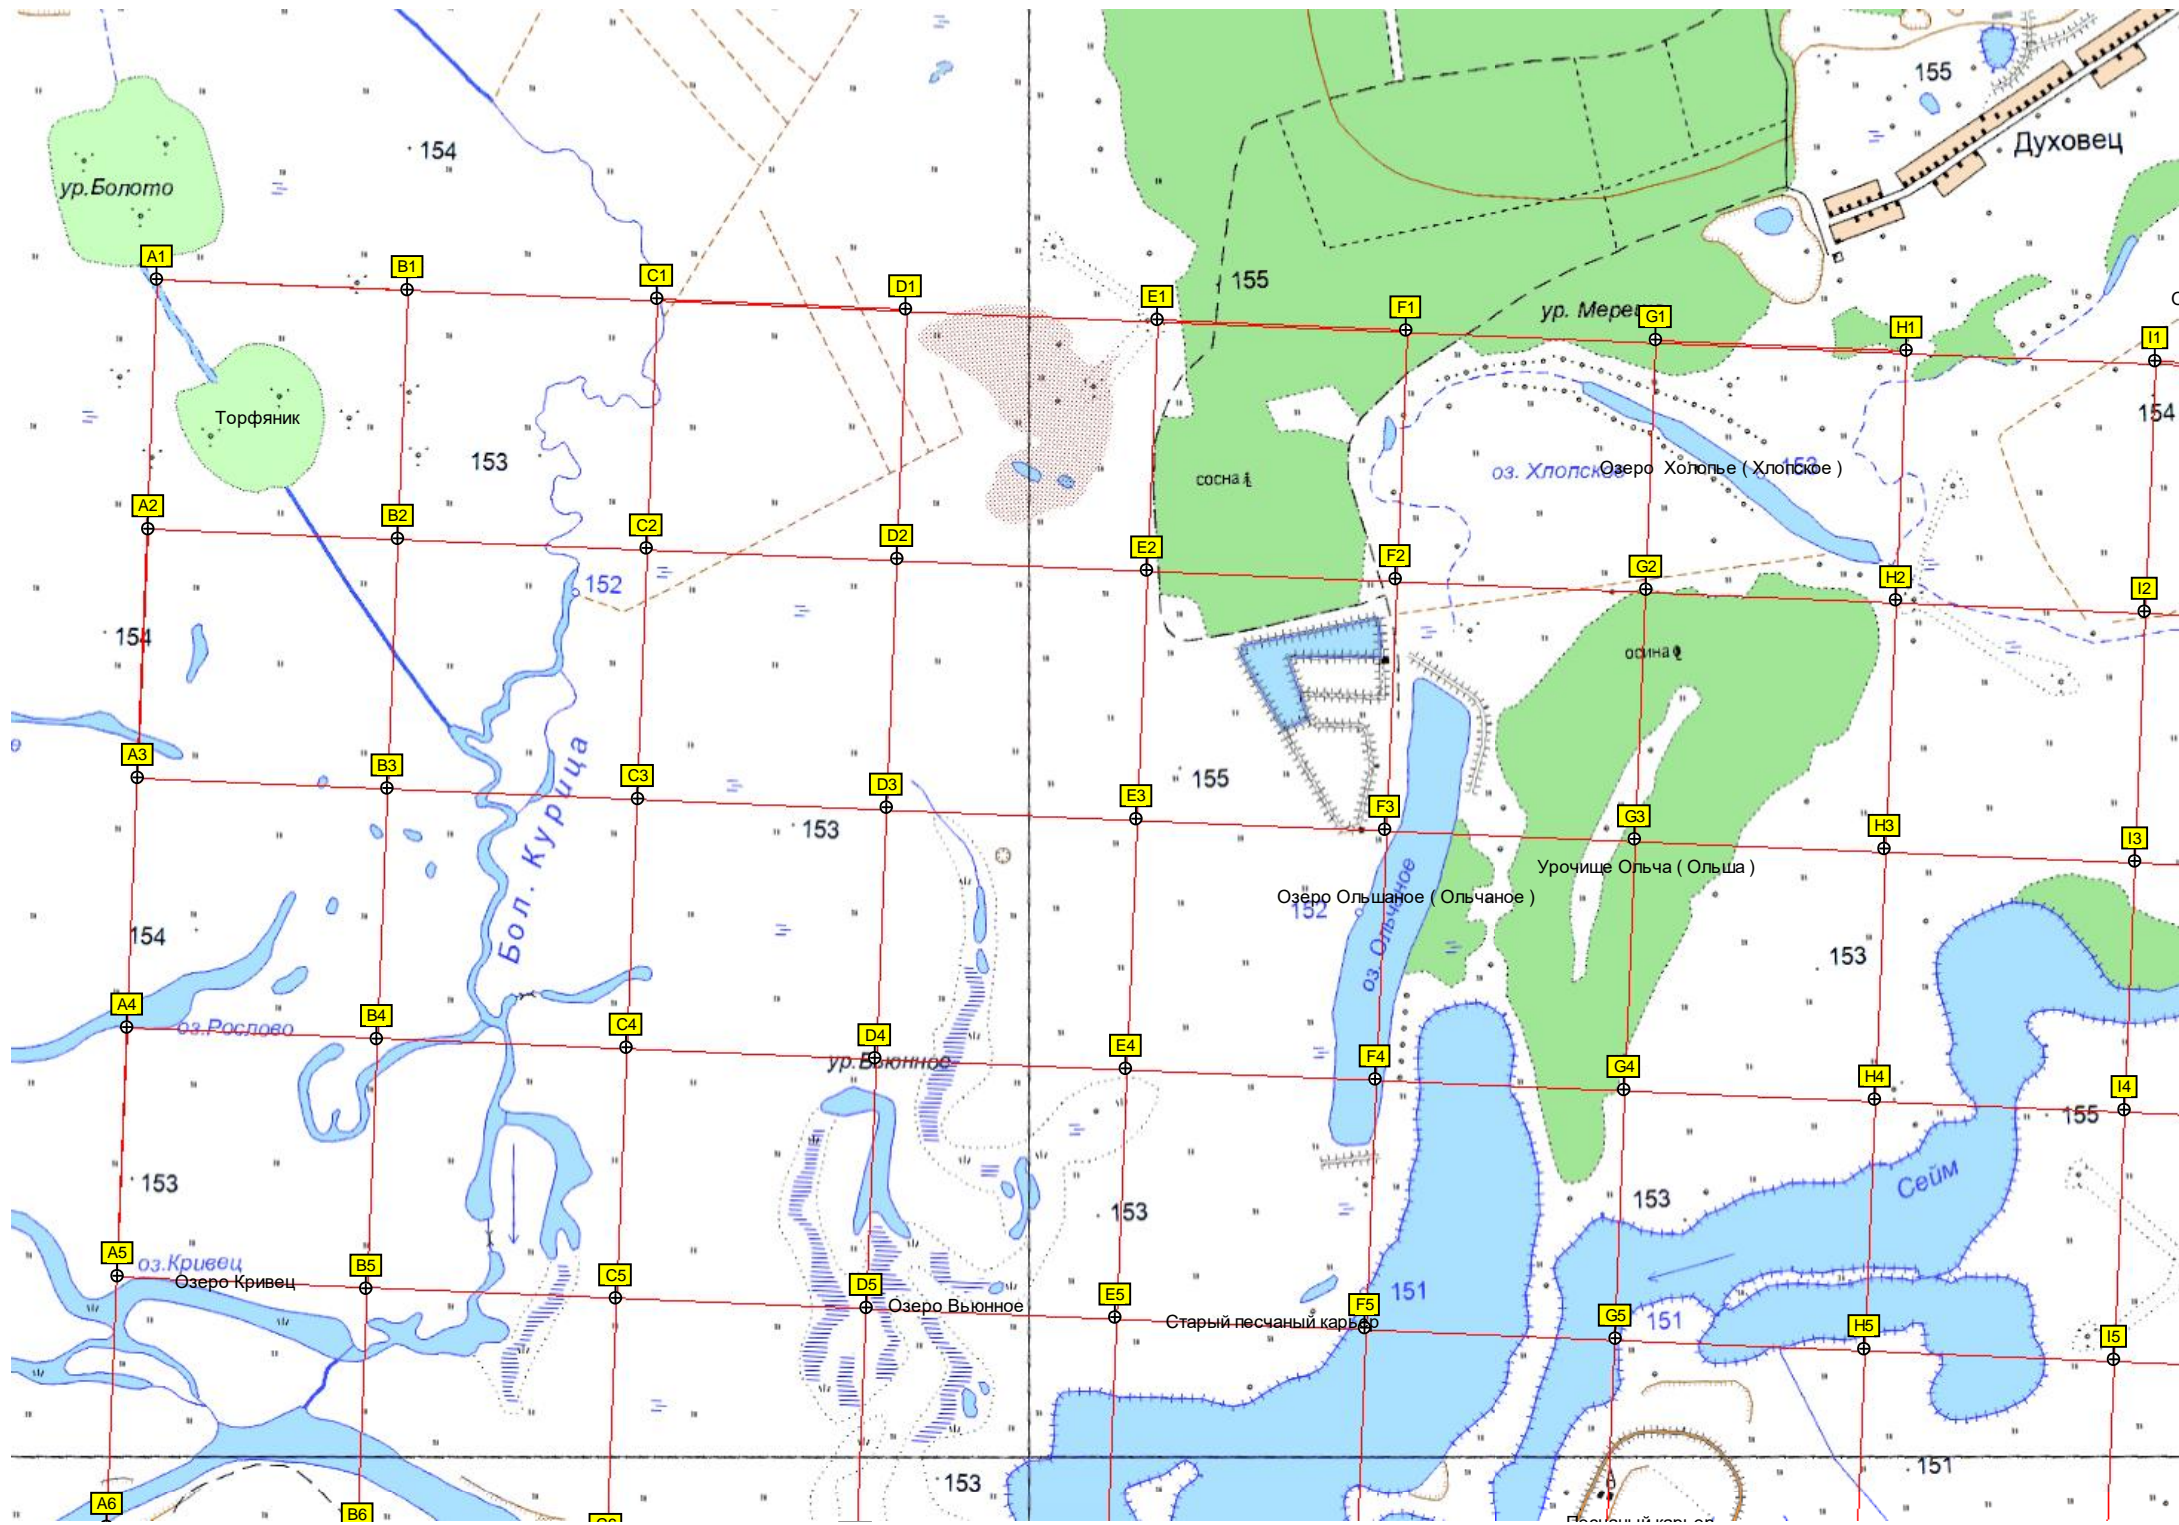 155
Духовец
154
ур.Болото
A1
B1
C1
D1
E1
155
F1
ур.
G1
H1
I1
154
Торфяник
153
сосна
оз. Хлопское
Озеро Холопье ( Хлопское )
153
A2
B2
C2
D2
E2
F2
G2
H2
I2
152
154
осина
A3
B3
C3
D3
E3
155
F3
G3
H3
I3
Бол. Курица
153
Урочище Ольча ( Ольша )
Озеро Ольшаное ( Ольчаное )
152
оз. Ольчаное
154
153
A4
оз.Рослово
B4
C4
D4
ур.Вьюнное
E4
F4
G4
H4
I4
155
153
153
153
Сейм
A5
оз.Кривец
Озеро Кривец
B5
C5
D5
Озеро Вьюнное
E5
Старый песчаный карьер
F5
151
G5
151
H5
I5
153
151
A6
B6
C6
Песчаный карьер